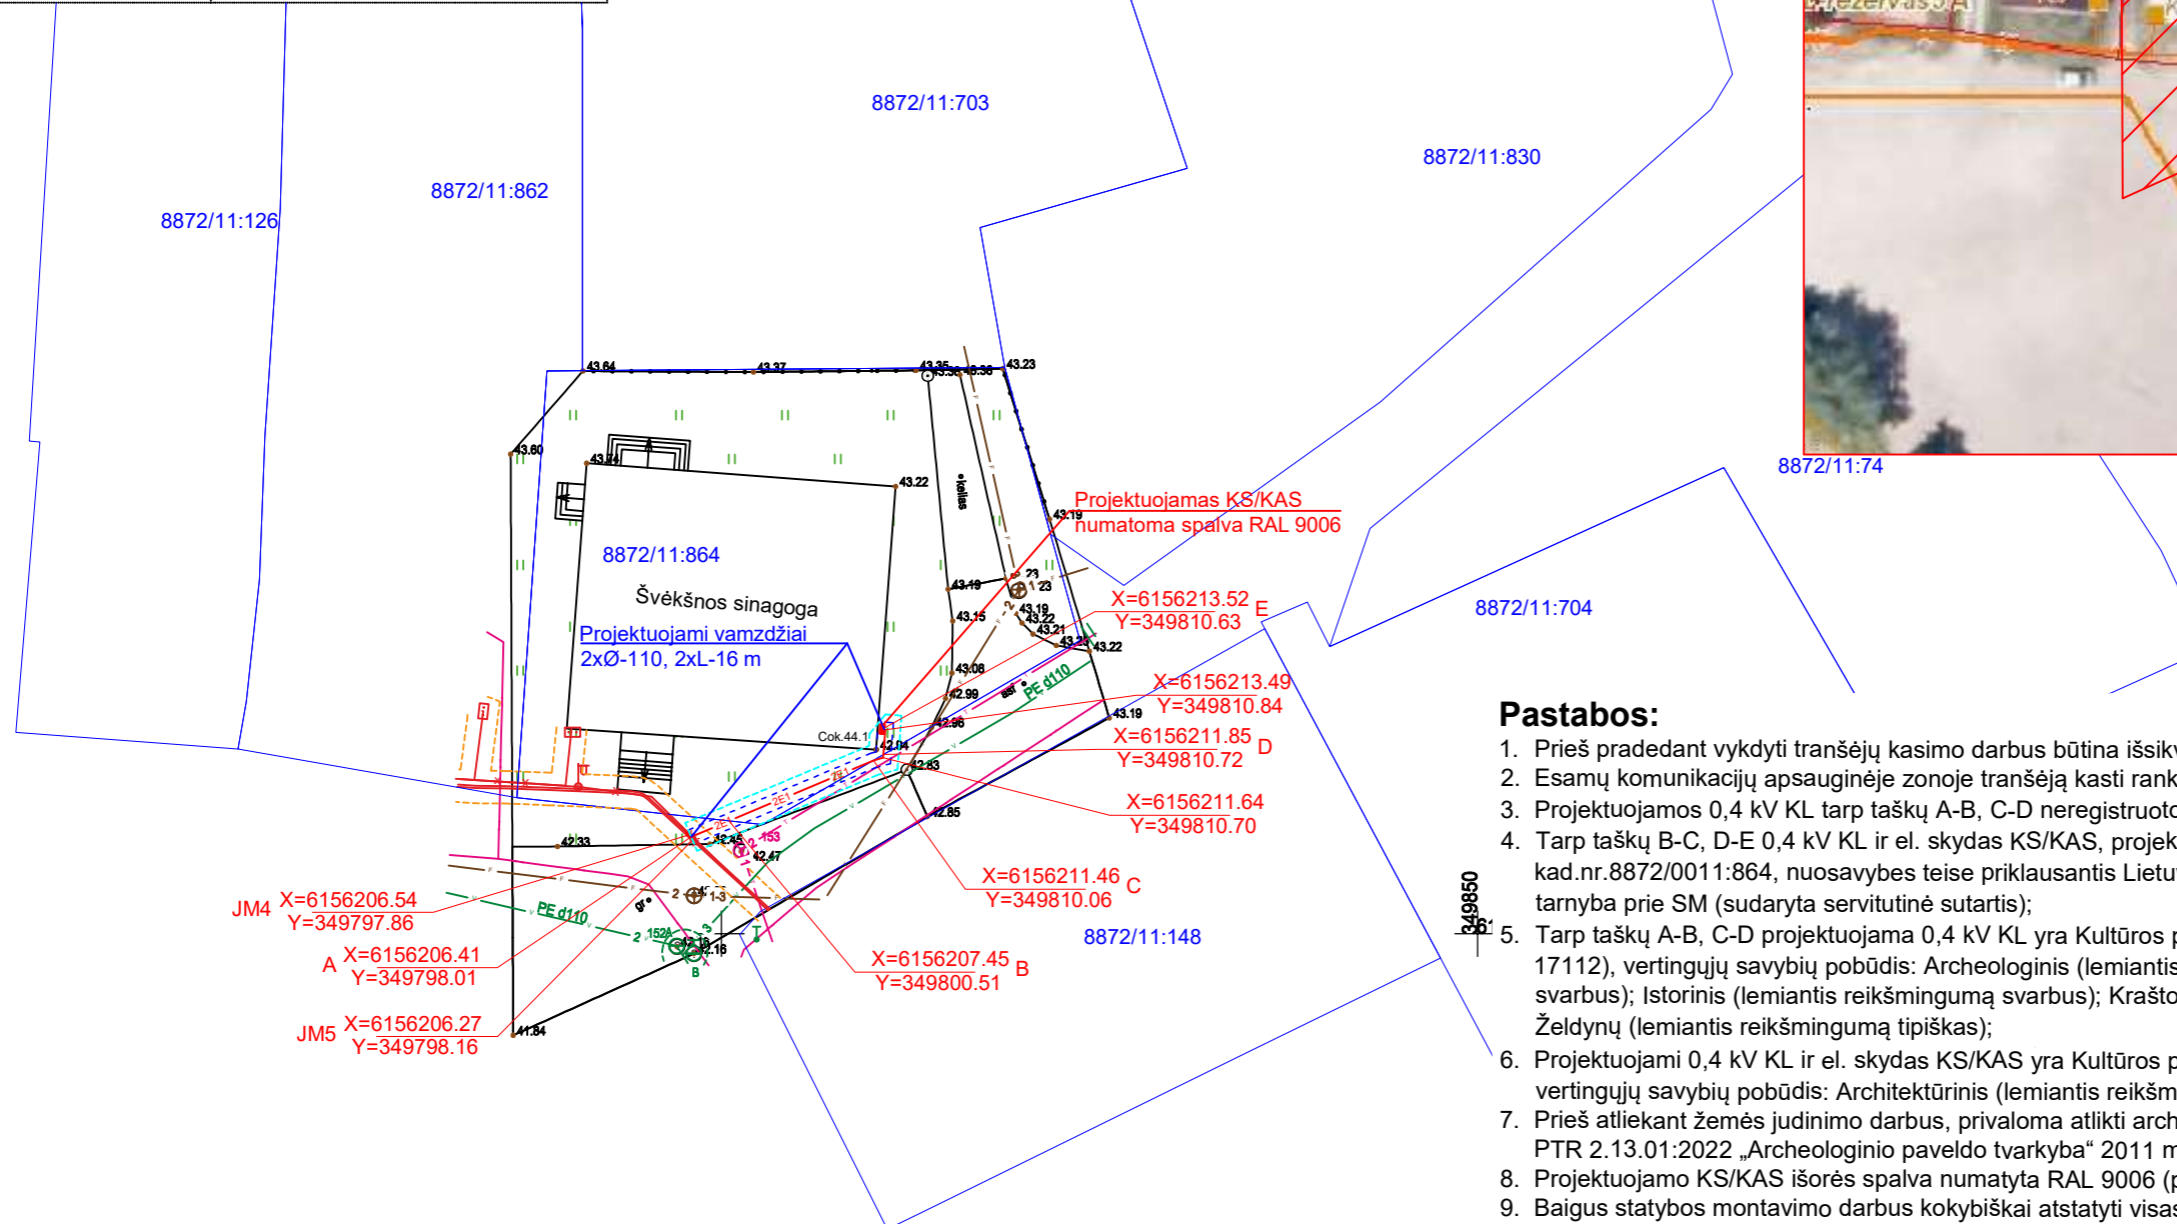 8872/11:703
8872/11:830
8872/11:862
8872/11:126
43.64
43.37
43.35
43.23
43.60
43.74
43.22
kelias
8872/11:74
Projektuojamas KS/KAS
numatoma spalva RAL 9006
43.19
8872/11:864
Švėkšnos sinagoga
Projektuojami vamzdžiai
2xØ-110, 2xL-16 m
43.19
43.15
43.19
43.22
43.21
43.22
43.08
42.99
X=6156213.52
Y=349810.63
E
8872/11:704
X=6156213.49
Y=349810.84
PE d110
43.19
42.96
Cok.44.1
X=6156211.85
Y=349810.72
D
42.83
X=6156211.64
Y=349810.70
42.85
2E1
2E1
153
42.33
42.45
42.47
X=6156211.46
Y=349810.06
C
JM4
X=6156206.54
Y=349797.86
1-3
PE d110
gr
152A
42.16
B
8872/11:148
A
X=6156206.41
Y=349798.01
X=6156207.45
Y=349800.51
B
JM5
X=6156206.27
Y=349798.16
41.84
349850
Pastabos:
1. Prieš pradedant vykdyti tranšėjų kasimo darbus būtina
2. Esamų komunikacijų apsauginėje zonoje tranšėją kasti
3. Projektuojamos 0,4 kV KL tarp taškų A-B, C-D
4. Tarp taškų B-C, D-E 0,4 kV KL ir el. skydas KS/KAS,
kad.nr.8872/0011:864, nuosavybes teise priklausantis
tarnyba prie SM (sudaryta servitutinė sutartis);
5. Tarp taškų A-B, C-D projektuojama 0,4 kV KL yra Kultūros
17112), vertingųjų savybių pobūdis: Archeologinis (lemiantis
svarbus); Istorinis (lemiantis reikšmingumą svarbus);
Želdynų (lemiantis reikšmingumą tipiškas);
6. Projektuojami 0,4 kV KL ir el. skydas KS/KAS yra Kultūros
vertingųjų savybių pobūdis: Architektūrinis (lemiantis
7. Prieš atliekant žemės judinimo darbus, privaloma atlikti
PTR 2.13.01:2022 „Archeologinio paveldo tvarkyba“ 2011
8. Projektuojamo KS/KAS išorės spalva numatyta RAL 9006
9. Baigus statybos montavimo darbus kokybiškai atstatyti